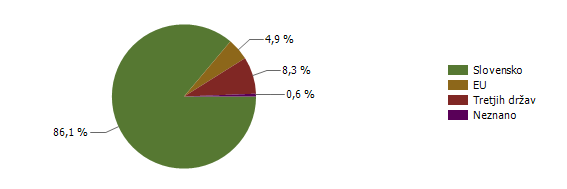 4,9 %
8,3 %
0,6 %
86,1 %
Slovensko
EU
Tretjih držav
Neznano